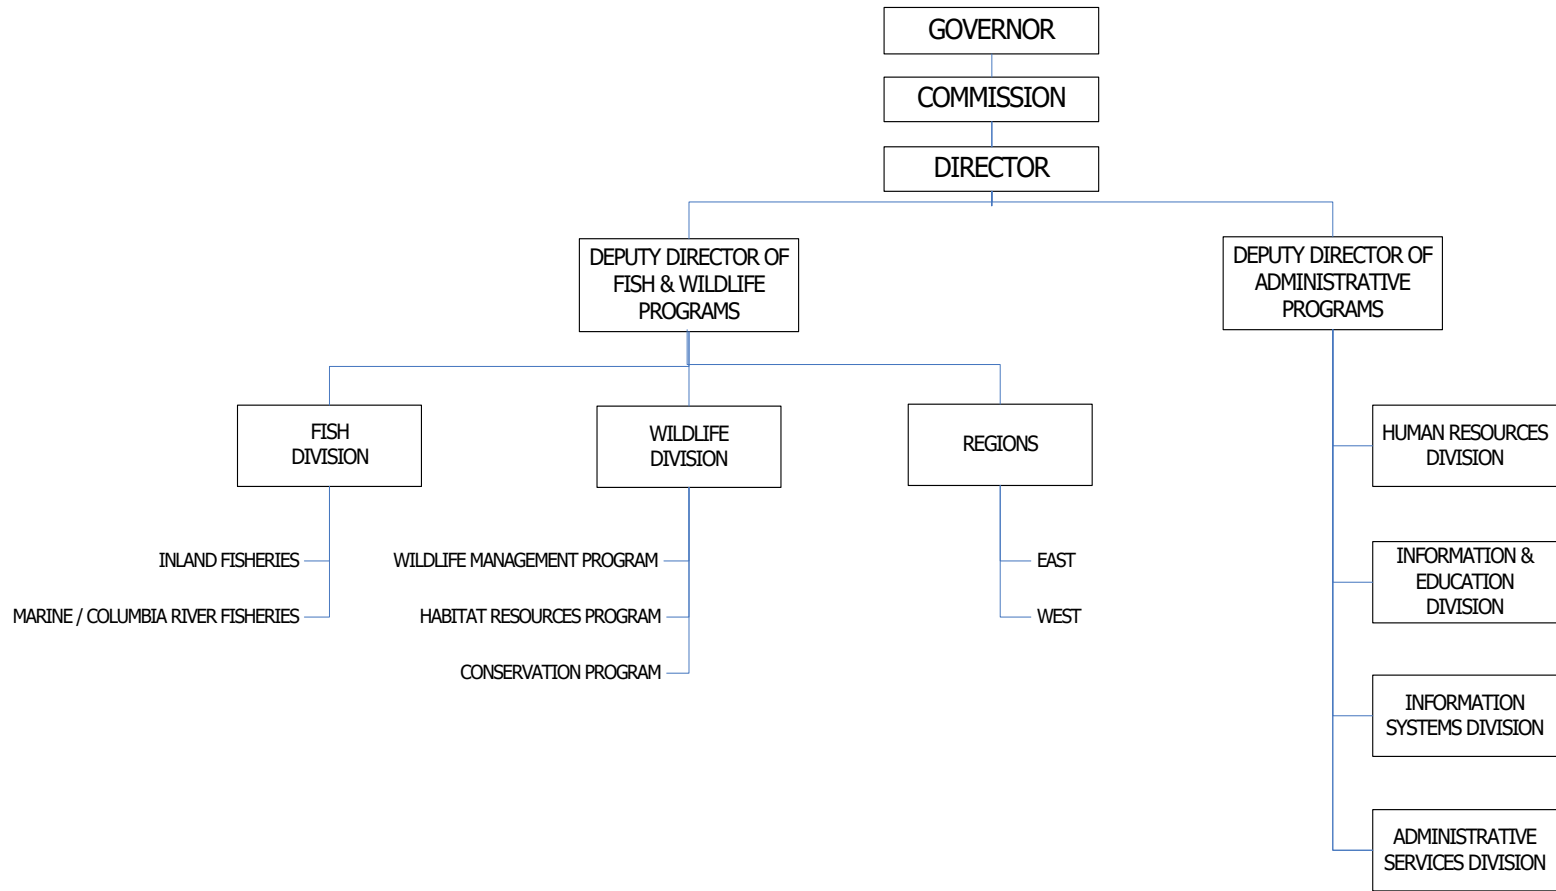 GOVERNOR
COMMISSION
DIRECTOR
DEPUTY DIRECTOR OF
FISH & WILDLIFE
PROGRAMS
DEPUTY DIRECTOR OF
ADMINISTRATIVE
PROGRAMS
FISH
DIVISION
WILDLIFE
DIVISION
REGIONS
INLAND FISHERIES
MARINE / COLUMBIA RIVER FISHERIES
WILDLIFE MANAGEMENT PROGRAM
HABITAT RESOURCES PROGRAM
CONSERVATION PROGRAM
EAST
WEST
HUMAN RESOURCES
DIVISION
INFORMATION &
EDUCATION
DIVISION
INFORMATION
SYSTEMS DIVISION
ADMINISTRATIVE
SERVICES DIVISION